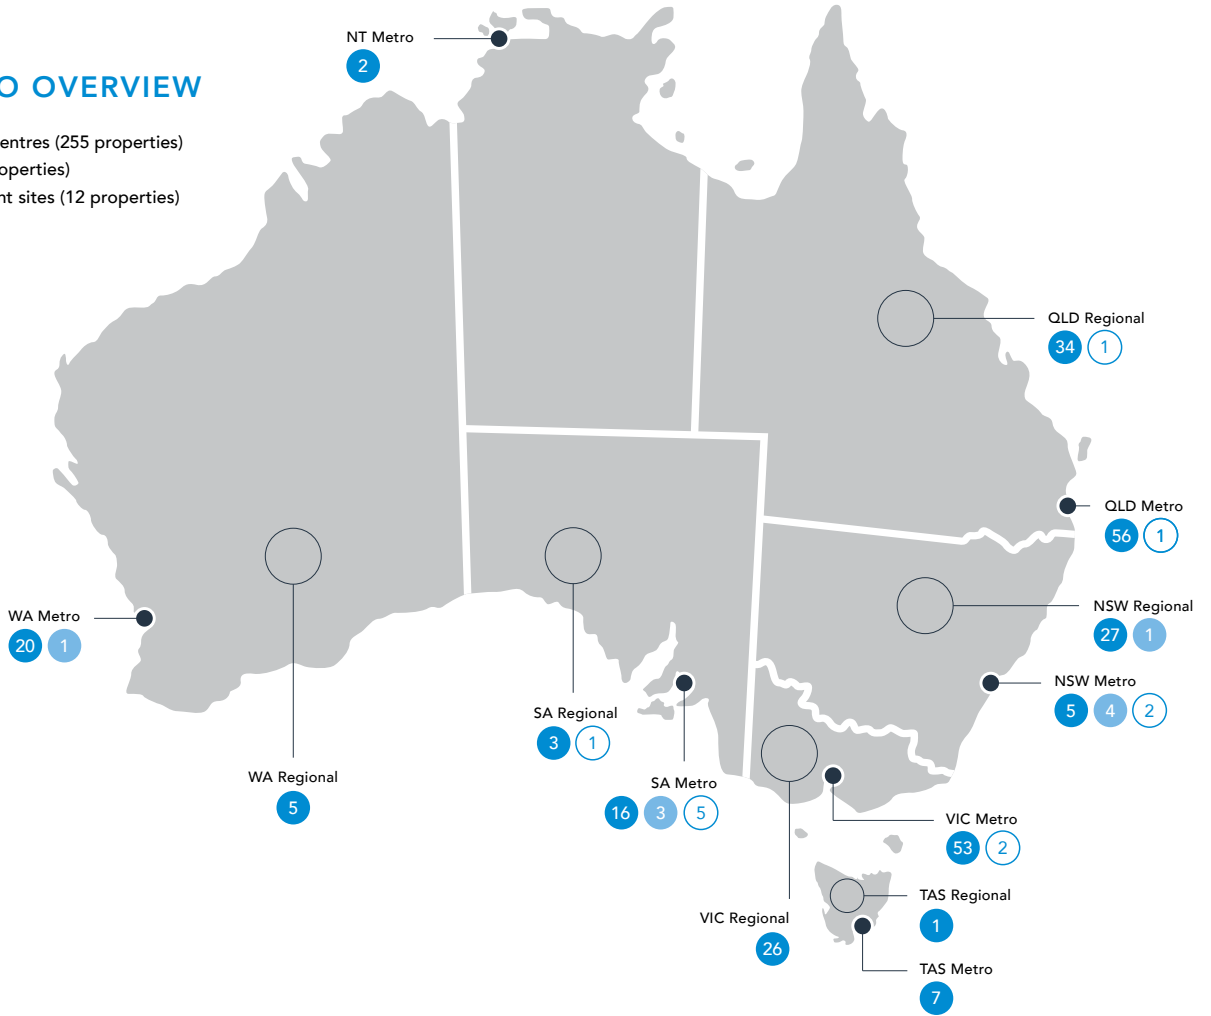 NT Metro
2
O OVERVIEW
entres (255 properties)
operties)
nt sites (12 properties)
QLD Regional
34 1
QLD Metro
56 1
NSW Regional
27 1
WA Metro
20 1
NSW Metro
5 4 2
SA Regional
3 1
WA Regional
5
SA Metro
16 3 5
VIC Metro
53 2
TAS Regional
1
VIC Regional
26
TAS Metro
7